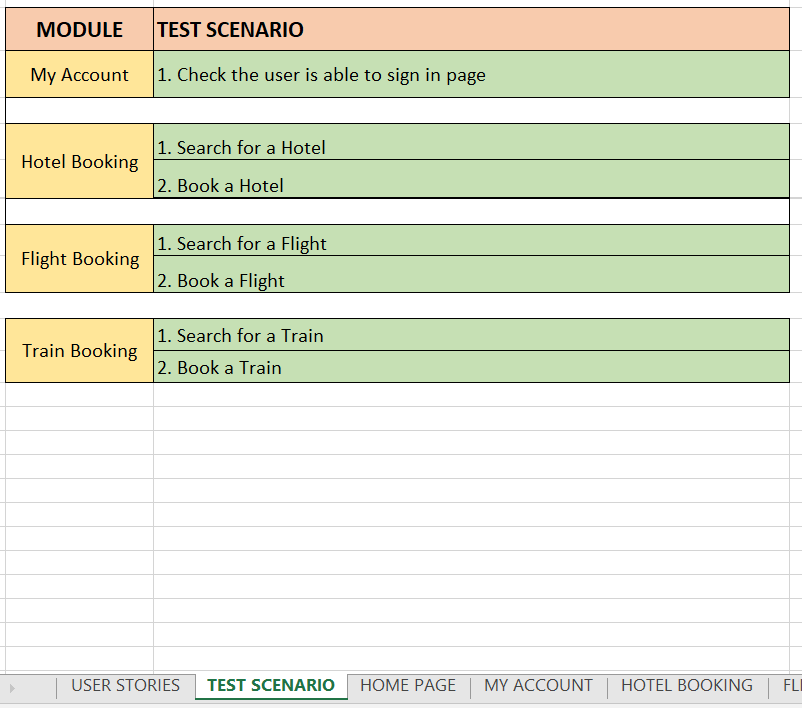 MODULE TEST SCENARIO
My Account 1. Check the user is able to sign in page
Hotel Booking
1. Search for a Hotel
2. Book a Hotel
Flight Booking
1. Search for a Flight
2. Book a Flight
Train Booking
1. Search for a Train
2. Book a Train
USER STORIES TEST SCENARIO HOME PAGE MY ACCOUNT HOTEL BOOKING